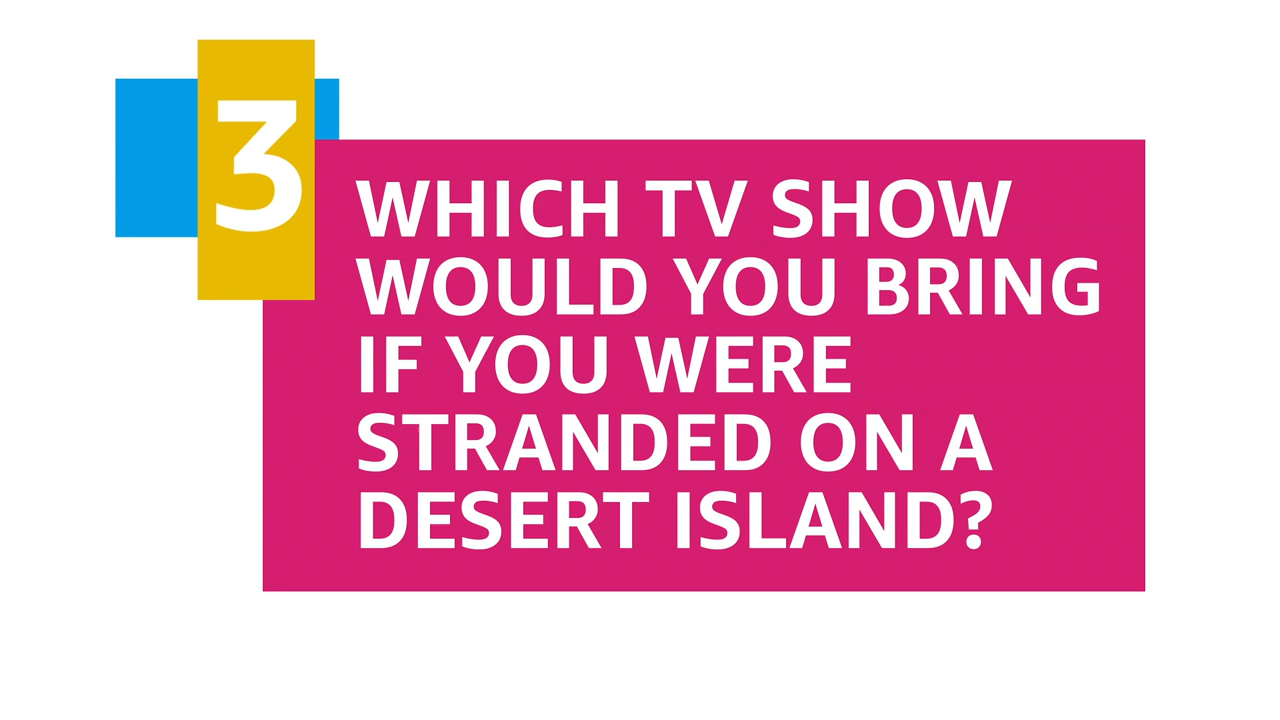 3
WHICH TV SHOW
WOULD YOU BRING
IF YOU WERE
STRANDED ON A
DESERT ISLAND?